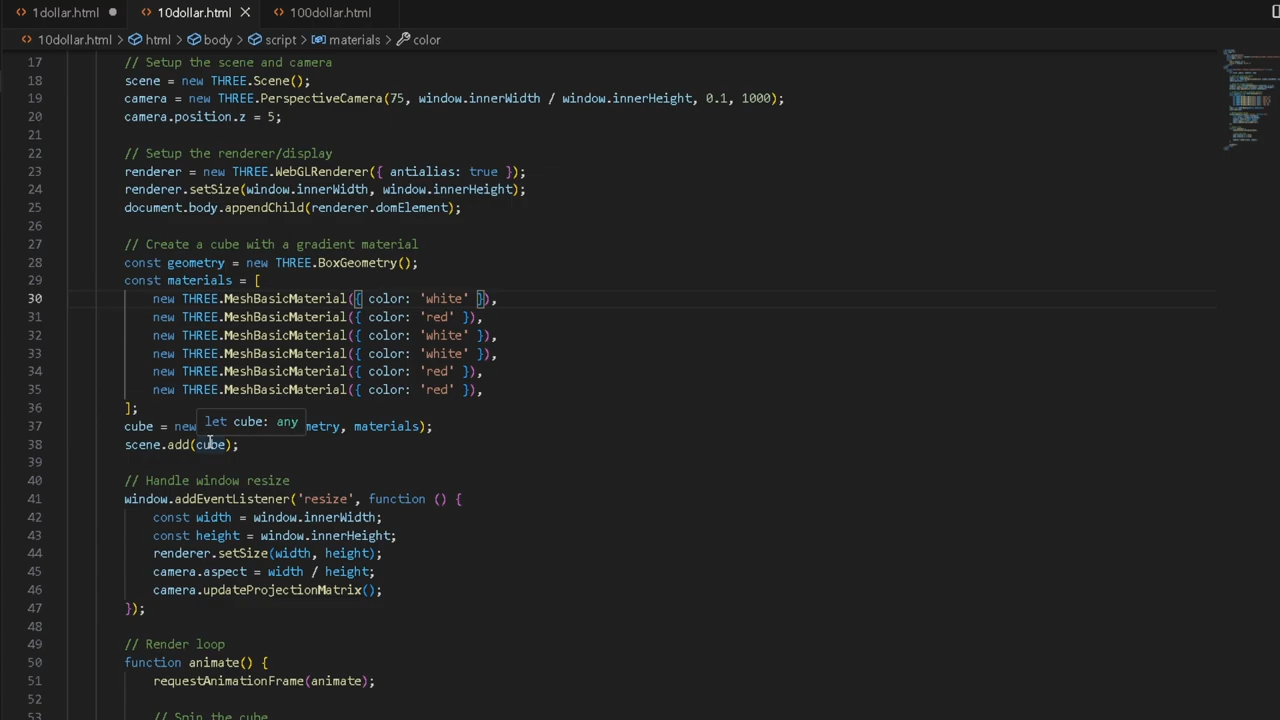 1dollar.html 10dollar.html 100dollar.html
10dollar.html > html > body > script > materials > color
17 // Setup the scene and camera
18 scene = new THREE.Scene();
19 camera = new THREE.PerspectiveCamera(75, window.innerWidth / window.innerHeight, 0.1, 1000);
20 camera.position.z = 5;
21
22 // Setup the renderer/display
23 renderer = new THREE.WebGLRenderer({ antialias: true });
24 renderer.setSize(window.innerWidth, window.innerHeight);
25 document.body.appendChild(renderer.domElement);
26
27 // Create a cube with a gradient material
28 const geometry = new THREE.BoxGeometry();
29 const materials = [
30 new THREE.MeshBasicMaterial({ color: 'white' }),
31 new THREE.MeshBasicMaterial({ color: 'red' }),
32 new THREE.MeshBasicMaterial({ color: 'white' }),
33 new THREE.MeshBasicMaterial({ color: 'white' }),
34 new THREE.MeshBasicMaterial({ color: 'red' }),
35 new THREE.MeshBasicMaterial({ color: 'red' }),
36 ];
let cube: any
37 cube = new metry, materials);
38 scene.add(cube);
39
40 // Handle window resize
41 window.addEventListener('resize', function () {
42 const width = window.innerWidth;
43 const height = window.innerHeight;
44 renderer.setSize(width, height);
45 camera.aspect = width / height;
46 camera.updateProjectionMatrix();
47 });
48
49 // Render loop
50 function animate() {
51 requestAnimationFrame(animate);
52
53 // Spin the cube